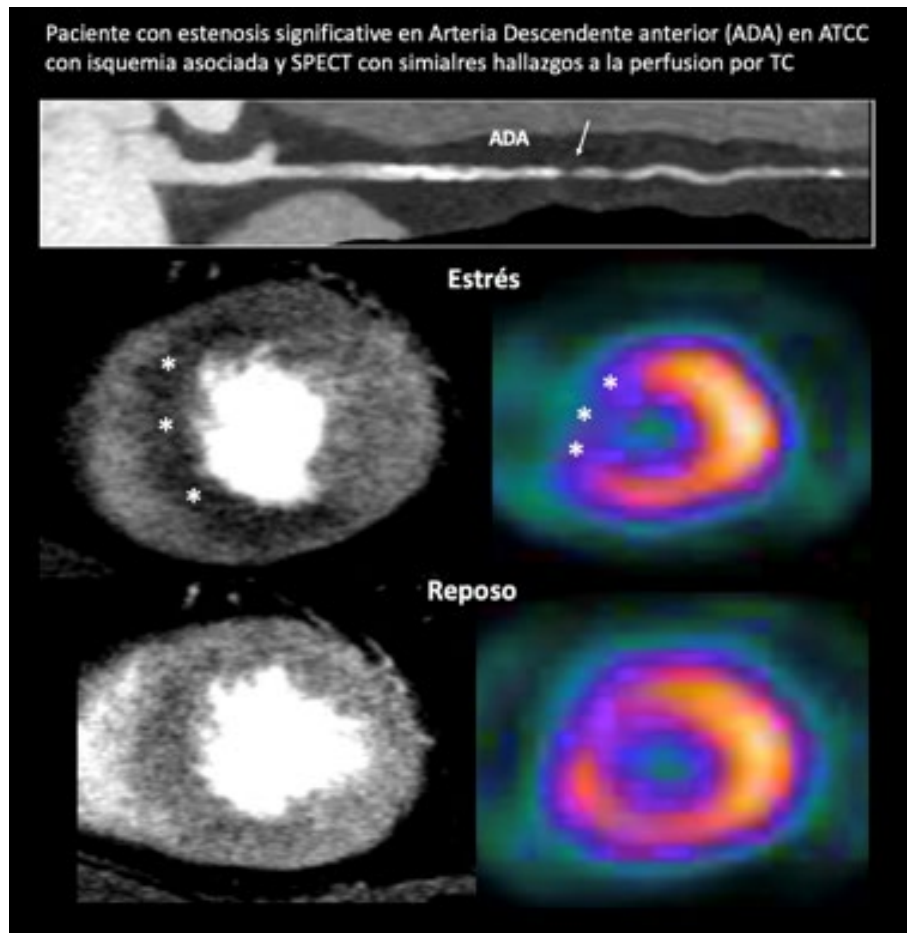 Paciente con estenosis significative en Arteria Descendente anterior (ADA) en ATCC
con isquemia asociada y SPECT con simialres hallazgos a la perfusion por TC
ADA
Estrés
*
*
*
*
*
*
Reposo